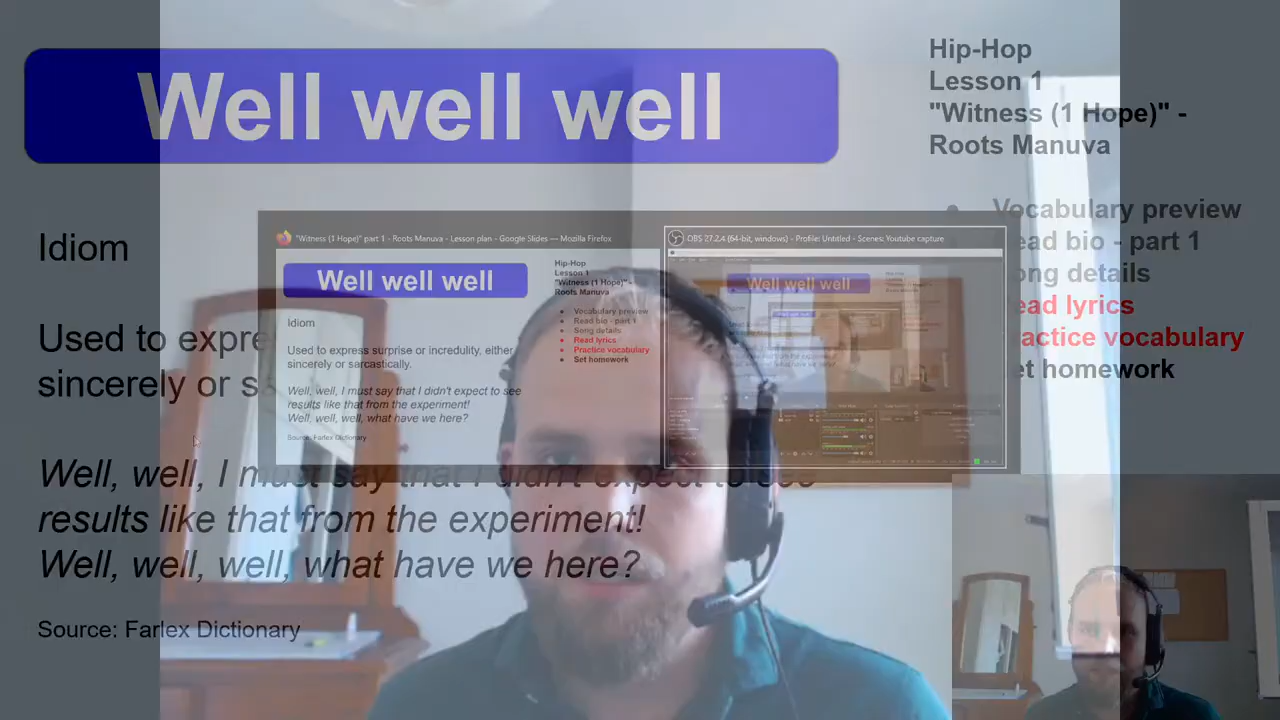 Well well well
Hip-Hop
Lesson 1
"Witness (1 Hope)" -
Roots Manuva
Vocabulary preview
ead bio - part 1
ong details
ead lyrics
actice vocabulary
et homework
Idiom
Used to expre
sincerely or s
Well, well, I must say that I didn't expect to see
results like that from the experiment!
Well, well, well, what have we here?
Source: Farlex Dictionary
"Witness (1 Hope)" part 1 - Roots Manuva - Lesson plan - Google Slides — Mozilla Firefox
Well well well
Hip-Hop
Lesson 1
"Witness (1 Hope)" -
Roots Manuva
Vocabulary preview
Read bio - part 1
Song details
Read lyrics
Practice vocabulary
Set homework
Idiom
Used to express surprise or incredulity, either
sincerely or sarcastically.
Well, well, I must say that I didn't expect to see
results like that from the experiment!
Well, well, well, what have we here?
Source: Farlex Dictionary
OBS 27.2.4 (64-bit, windows) - Profile: Untitled - Scenes: Youtube capture
Well well well